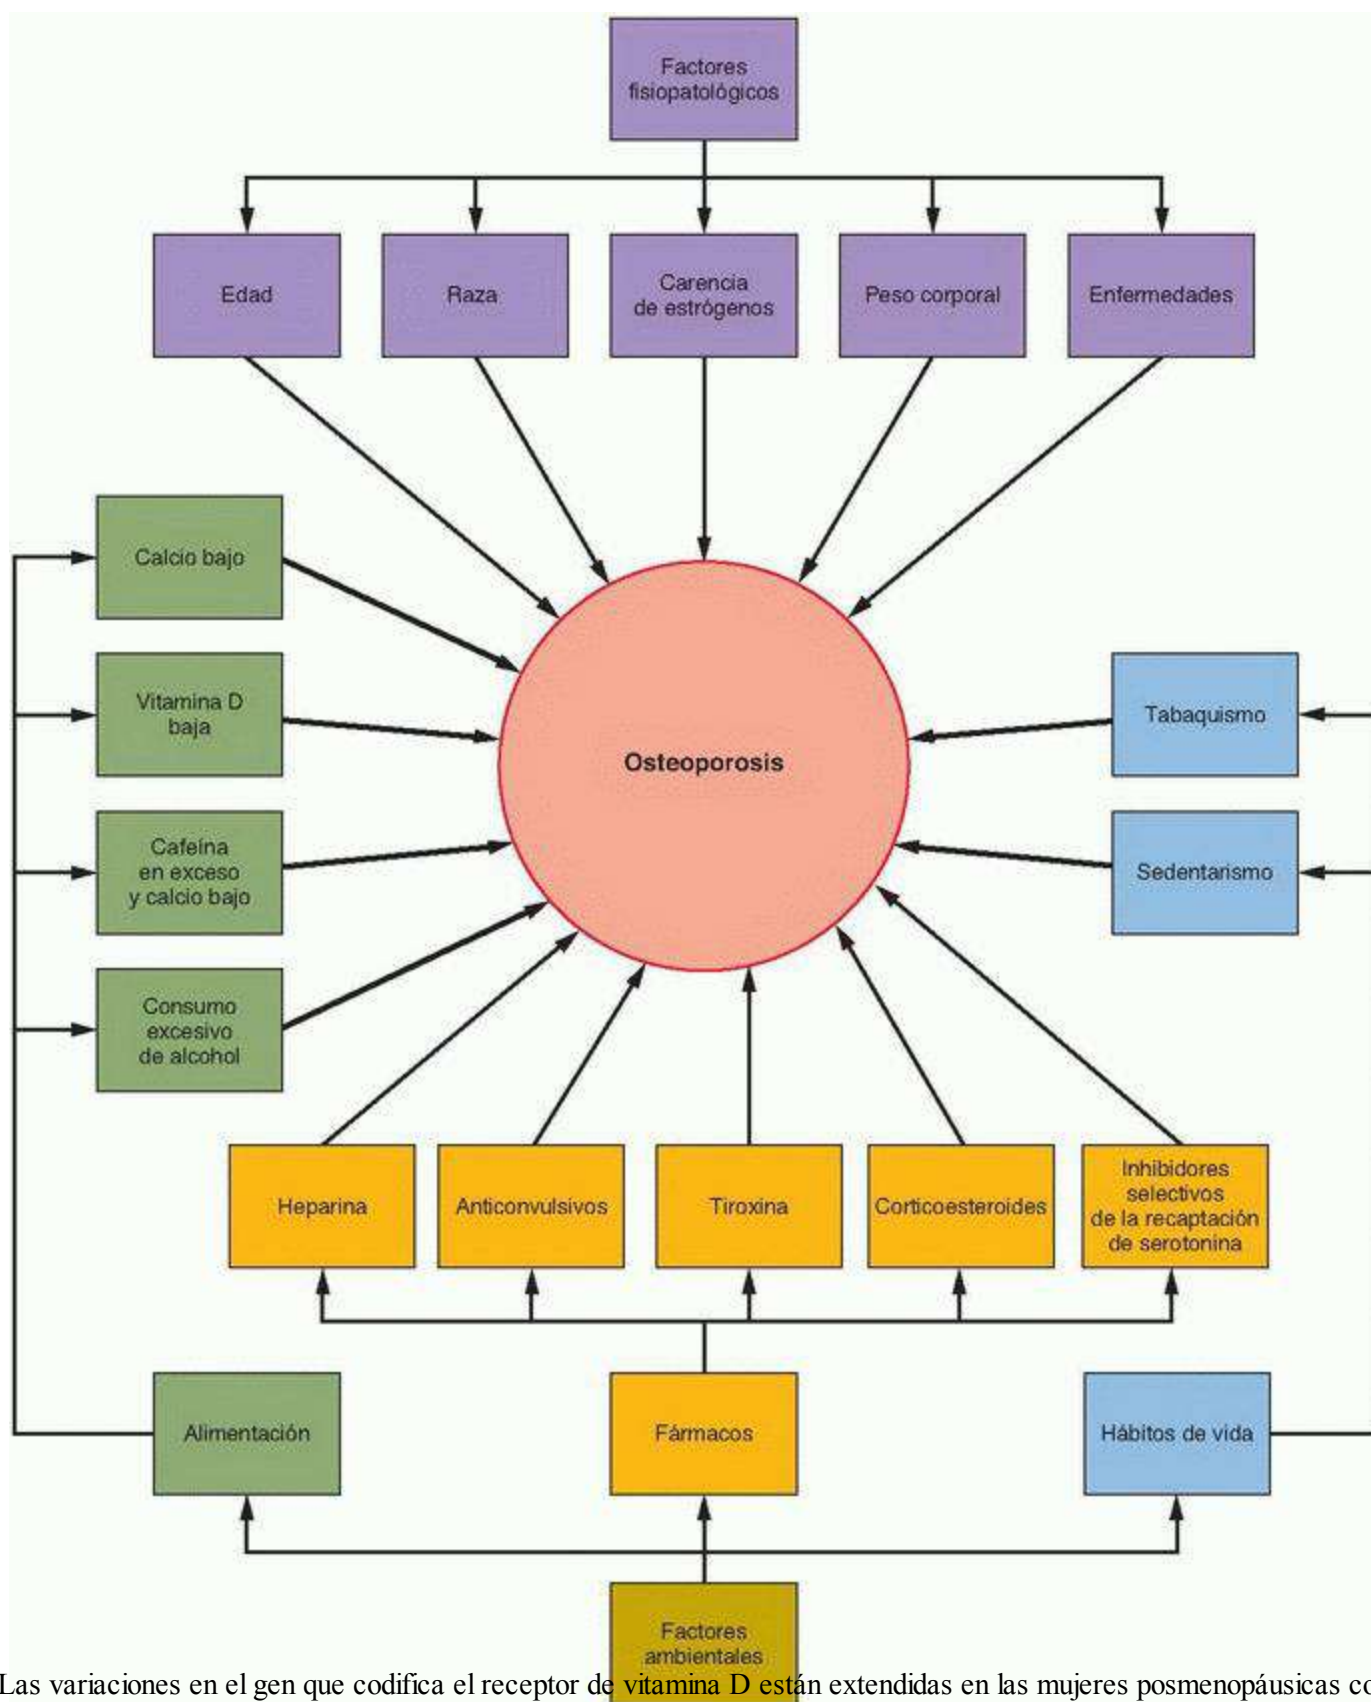 Factores
fisiopatológicos
Edad
Raza
Carencia
de estrógenos
Peso corporal
Enfermedades
Calcio bajo
Vitamina D
baja
Cafeína
en exceso
y calcio bajo
Consumo
excesivo
de alcohol
Osteoporosis
Tabaquismo
Sedentarismo
Heparina
Anticonvulsivos
Tiroxina
Corticoesteroides
Inhibidores
selectivos
de la recaptación
de serotonina
Alimentación
Fármacos
Hábitos de vida
Factores
ambientales
Las variaciones en el gen que codifica el receptor de vitamina D están extendidas en las mujeres posmenopáusicas